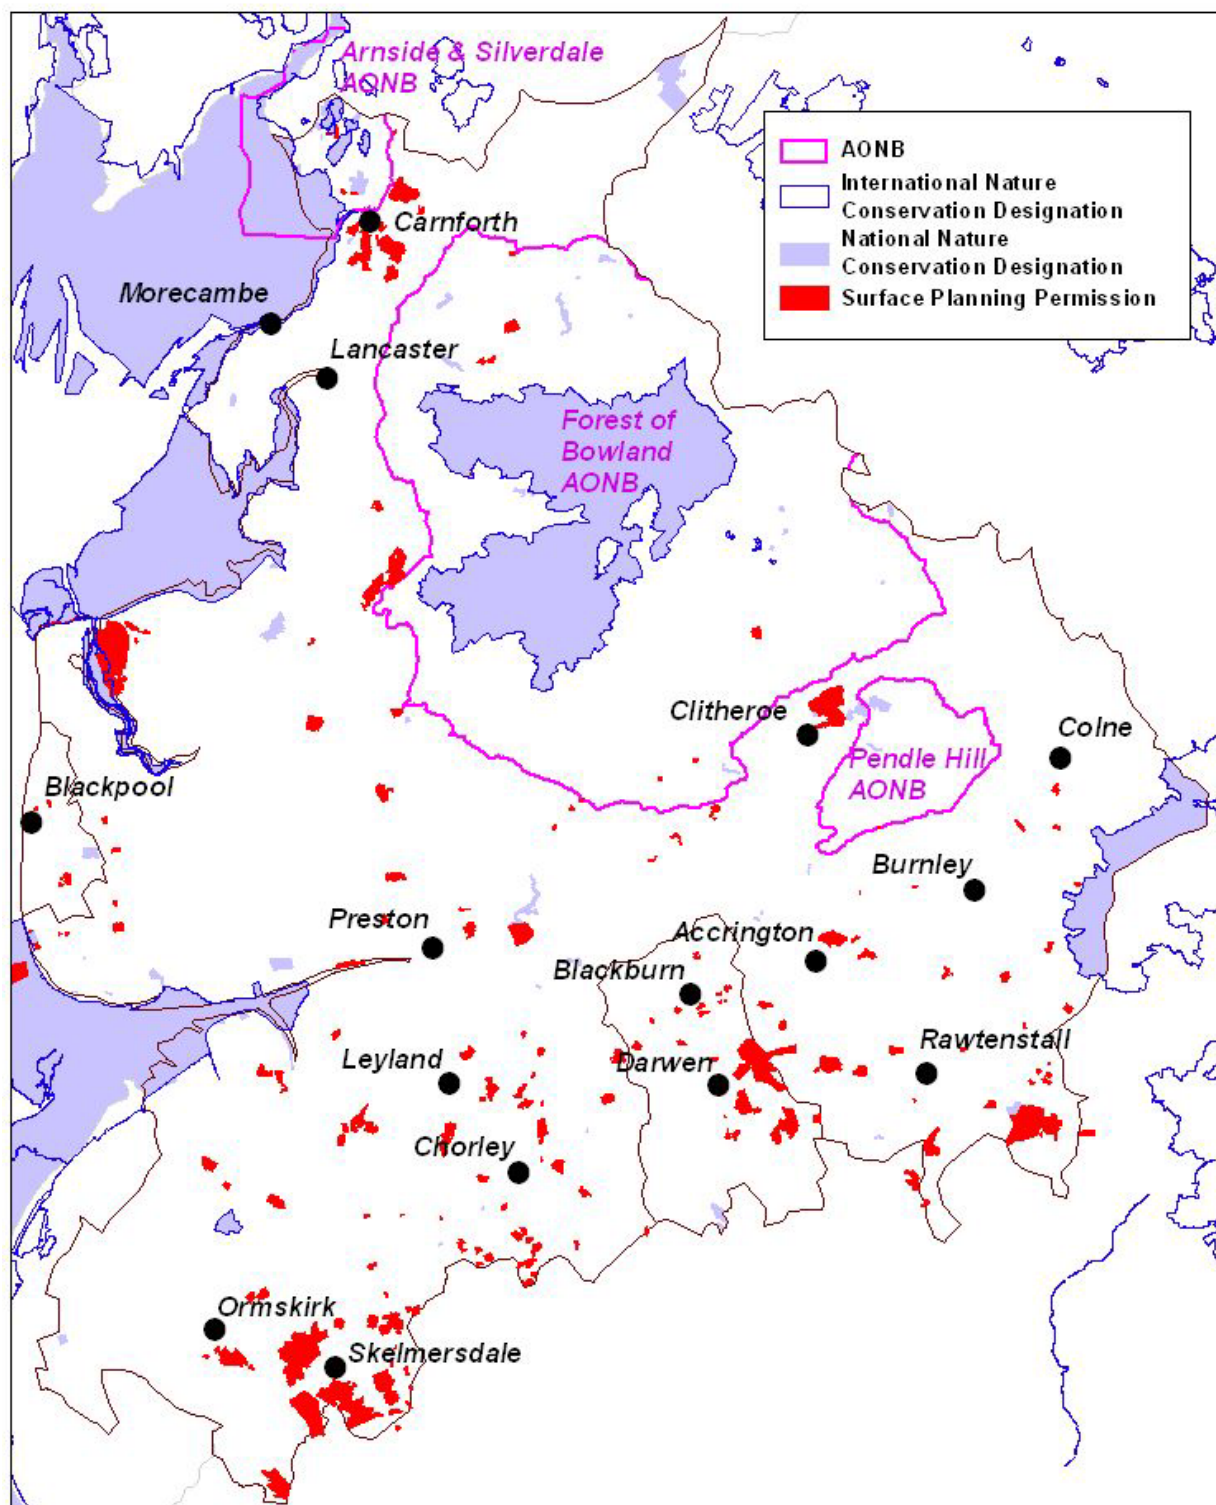 Arnside & Silverdale
AONB
AONB
International Nature
Conservation Designation
National Nature
Conservation Designation
Surface Planning Permission
Carnforth
Morecambe
Lancaster
Forest of
Bowland
AONB
Clitheroe
Colne
Pendle Hill
AONB
Blackpool
Burnley
Preston
Accrington
Blackburn
Rawtenstall
Leyland
Darwen
Chorley
Ormskirk
Skelmersdale